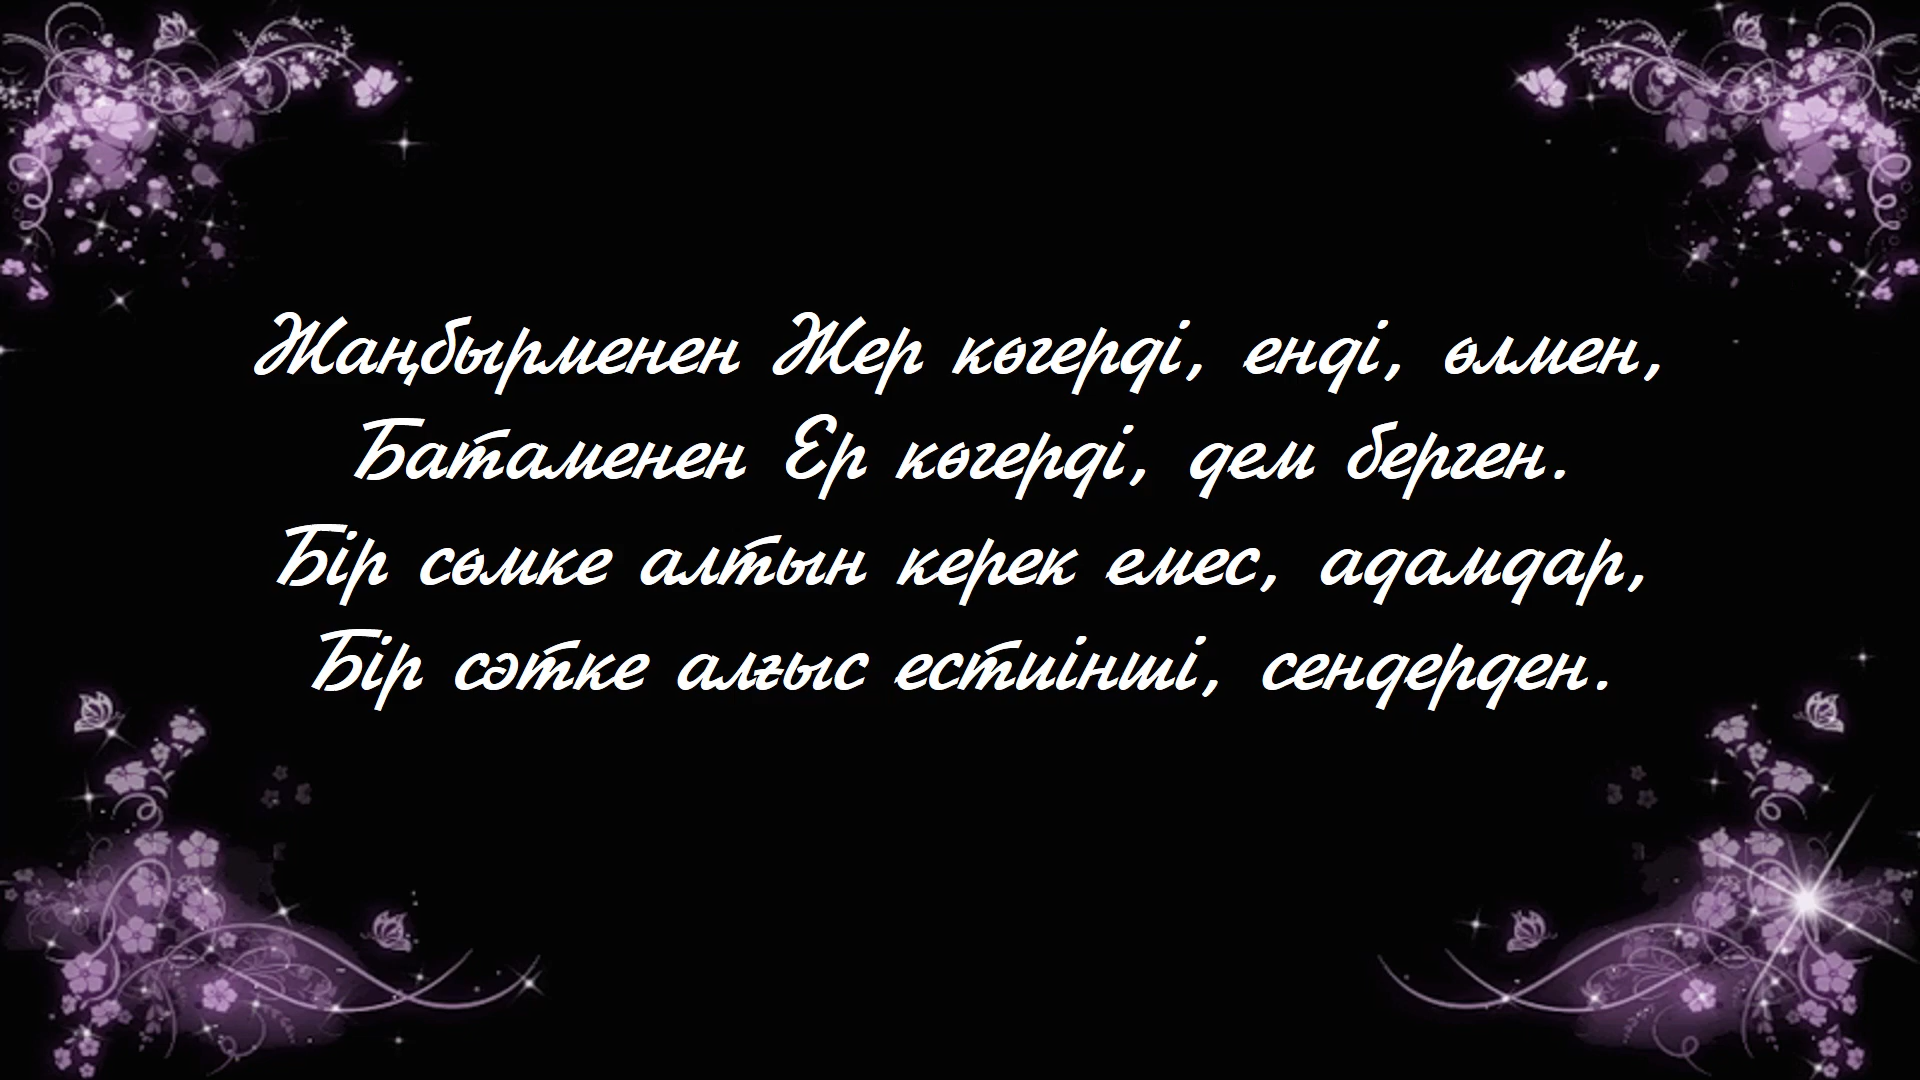 Жаңбырменен Жер көгерді, енді, өлмен,
Батаменен Ер көгерді, дем берген.
Бір сөмке алтын керек емес, адамдар,
Бір сәтке алғыс естиінші, сендерден.